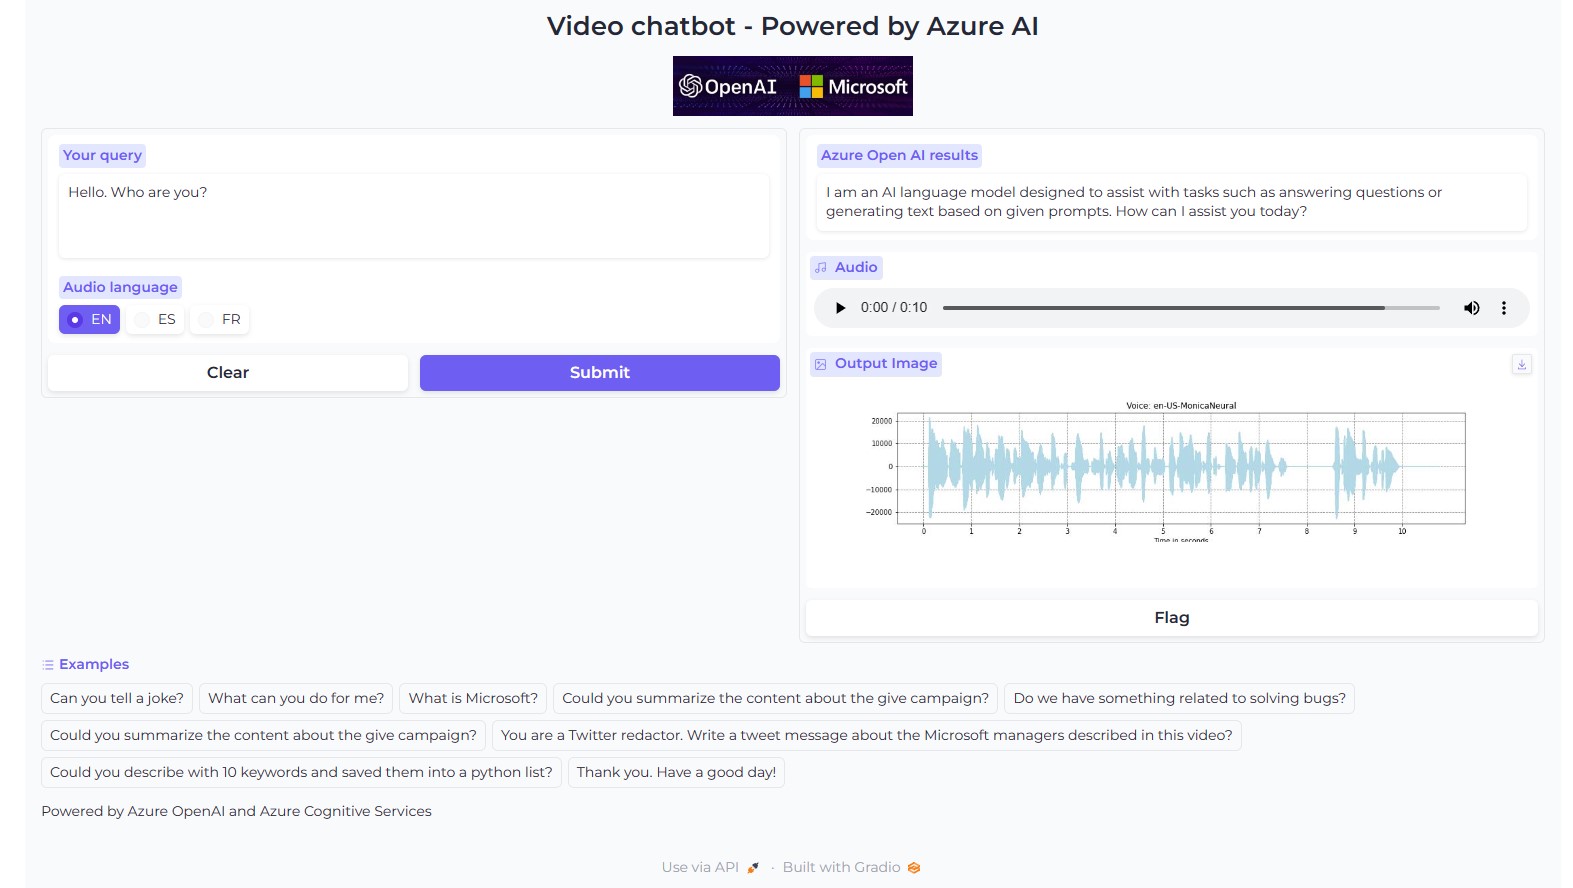 Video chatbot - Powered by Azure AI
OpenAI Microsoft
Your query
Hello. Who are you?
Audio language
EN ES FR
Clear Submit
Azure Open AI results
I am an AI language model designed to assist with tasks such as answering questions or
generating text based on given prompts. How can I assist you today?
Audio
0:00 / 0:10
Output Image
Voice: en-US-MonicaNeural
20000
10000
0
−10000
−20000
0 1 2 3 4 5 6 7 8 9 10
Time in seconds
Flag
Examples
Can you tell a joke? What can you do for me? What is Microsoft? Could you summarize the content about the give campaign? Do we have something related to solving bugs?
Could you summarize the content about the give campaign? You are a Twitter redactor. Write a tweet message about the Microsoft managers described in this video?
Could you describe with 10 keywords and saved them into a python list? Thank you. Have a good day!
Powered by Azure OpenAI and Azure Cognitive Services
Use via API · Built with Gradio